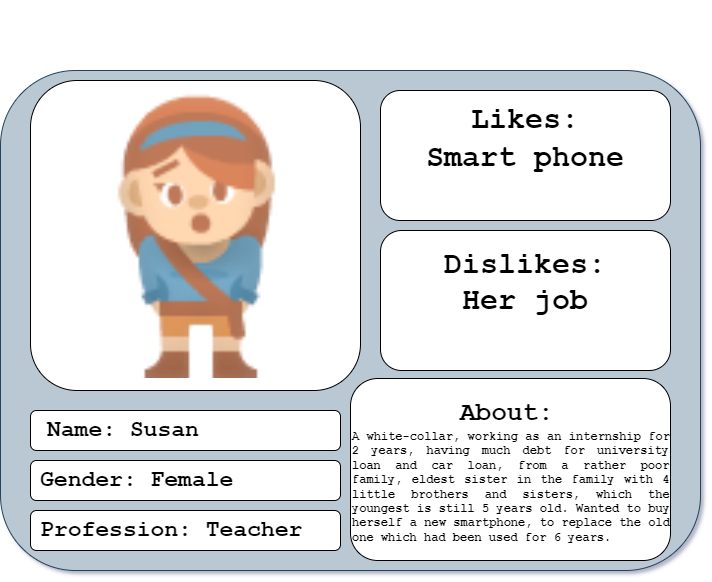 Likes:
Smart phone
Dislikes:
Her job
Name: Susan
Gender: Female
Profession: Teacher
About:
A white-collar, working as an internship for
2 years, having much debt for university
loan and car loan, from a rather poor
family, eldest sister in the family with 4
little brothers and sisters, which the
youngest is still 5 years old. Wanted to buy
herself a new smartphone, to replace the old
one which had been used for 6 years.